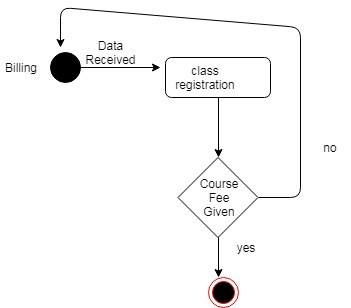 Data
Received
Billing
class
registration
no
Course
Fee
Given
yes